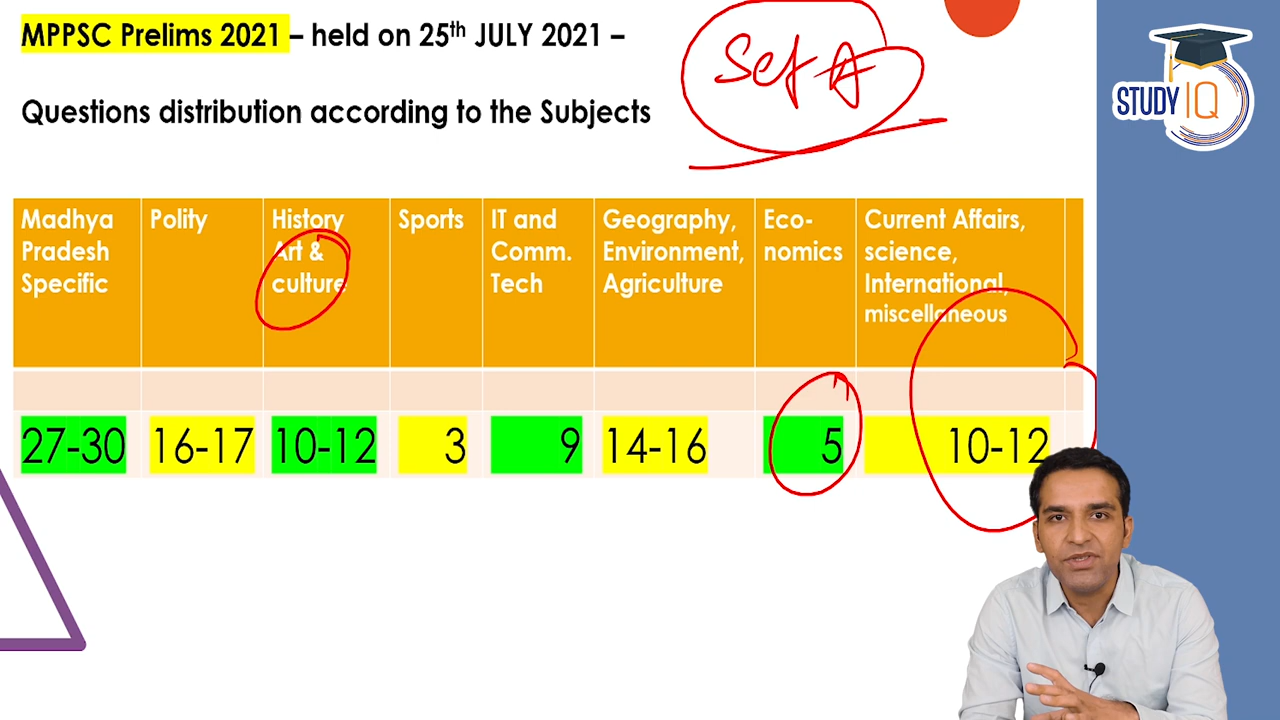 MPPSC Prelims 2021 – held on 25th JULY 2021 –
Set A
Questions distribution according to the Subjects
STUDY IQ
Madhya Pradesh Specific
Polity
History Art & culture
Sports
IT and Comm. Tech
Geography, Environment, Agriculture
Eco-nomics
Current Affairs, science, International, miscellaneous
27-30
16-17
10-12
3
9
14-16
5
10-12